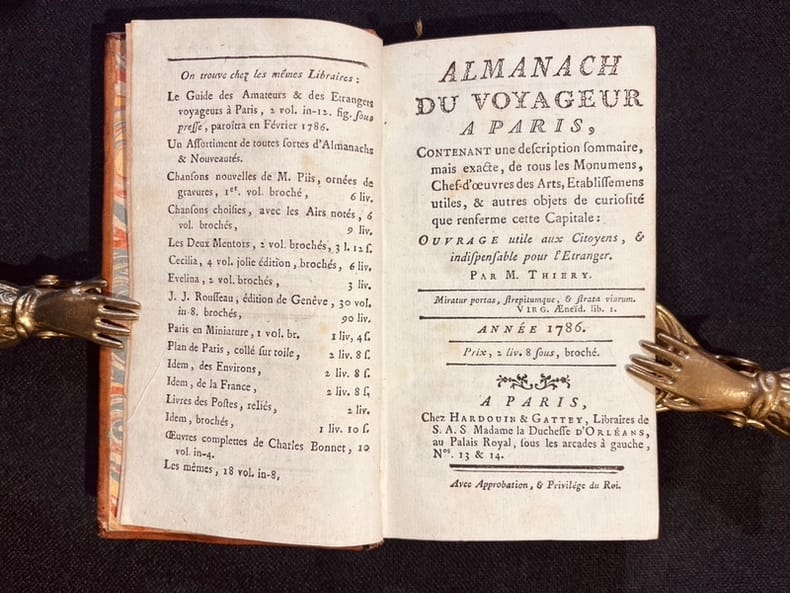 On trouve chez les mêmes Libraires :
Le Guide des Amateurs & des Etrangers
voyageurs à Paris, 2 vol. in-12. fig. ſous
preſſe, paroîtra en Février 1786.
Un Aſſortiment de toutes ſortes d'Almanachs
& Nouveautés.
Chanſons nouvelles de M. Piis, ornées de
gravures, 1er. vol. broché, 6 liv.
Chanſons choiſies, avec les Airs notés, 6
vol. brochés, 9 liv.
Les Deux Mentors, 2 vol. brochés, 3 l. 12 ſ.
Cecilia, 4 vol. jolie édition, brochés, 6 liv.
Evelina, 2 vol. brochés, 3 liv.
J. J. Rouſſeau, édition de Genève, 30 vol.
in-8. brochés, 90 liv.
Paris en Miniature, 1 vol. br. 1 liv, 4 ſ.
Plan de Paris, collé ſur toile, 2 liv. 8 ſ.
Idem, des Environs, 2 liv. 8 ſ.
Idem, de la France, 2 liv. 8 ſ.
Livres des Poſtes, reliés, 2 liv.
Idem, brochés, 1 liv. 10 ſ.
Œuvres complettes de Charles Bonnet, 10
vol. in-4.
Les mêmes, 18 vol. in-8,
ALMANACH
DU VOYAGEUR
A PARIS,
CONTENANT une deſcription ſommaire,
mais exacte, de tous les Monumens,
Chef-d'œuvres des Arts, Etabliſſemens
utiles, & autres objets de curioſité
que renferme cette Capitale :
OUVRAGE utile aux Citoyens, &
indiſpenſable pour l'Etranger.
PAR M. THIERY.
Miratur portas, ſtrepitumque, & ſtrata viarum.
VIRG. Æneïd. lib. 1.
ANNÉE 1786.
Prix, 2 liv. 8 ſous, broché.
A PARIS,
Chez HARDOUIN & GATTEY, Libraires de
S. A. S. Madame la Ducheſſe D'ORLÉANS,
au Palais Royal, ſous les arcades à gauche,
Nos. 13 & 14.
Avec Approbation, & Privilége du Roi.